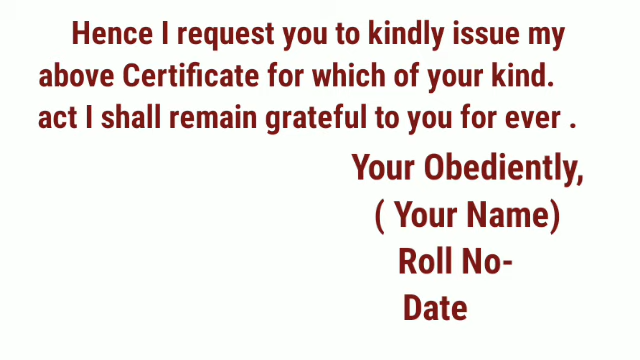 Hence I request you to kindly issue my
above Certificate for which of your kind.
act I shall remain grateful to you for ever .
Your Obediently,
( Your Name)
Roll No-
Date